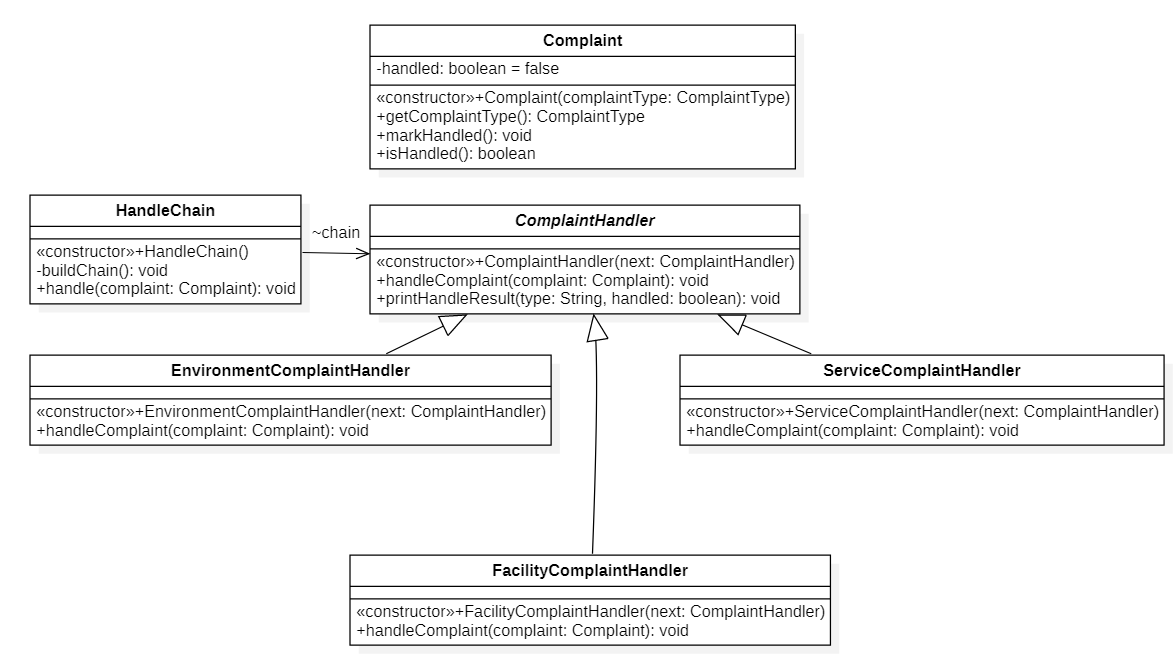 Complaint
-handled: boolean = false
«constructor»+Complaint(complaintType: ComplaintType)
+getComplaintType(): ComplaintType
+markHandled(): void
+isHandled(): boolean
HandleChain
«constructor»+HandleChain()
-buildChain(): void
+handle(complaint: Complaint): void
~chain
ComplaintHandler
«constructor»+ComplaintHandler(next: ComplaintHandler)
+handleComplaint(complaint: Complaint): void
+printHandleResult(type: String, handled: boolean): void
EnvironmentComplaintHandler
«constructor»+EnvironmentComplaintHandler(next: ComplaintHandler)
+handleComplaint(complaint: Complaint): void
ServiceComplaintHandler
«constructor»+ServiceComplaintHandler(next: ComplaintHandler)
+handleComplaint(complaint: Complaint): void
FacilityComplaintHandler
«constructor»+FacilityComplaintHandler(next: ComplaintHandler)
+handleComplaint(complaint: Complaint): void